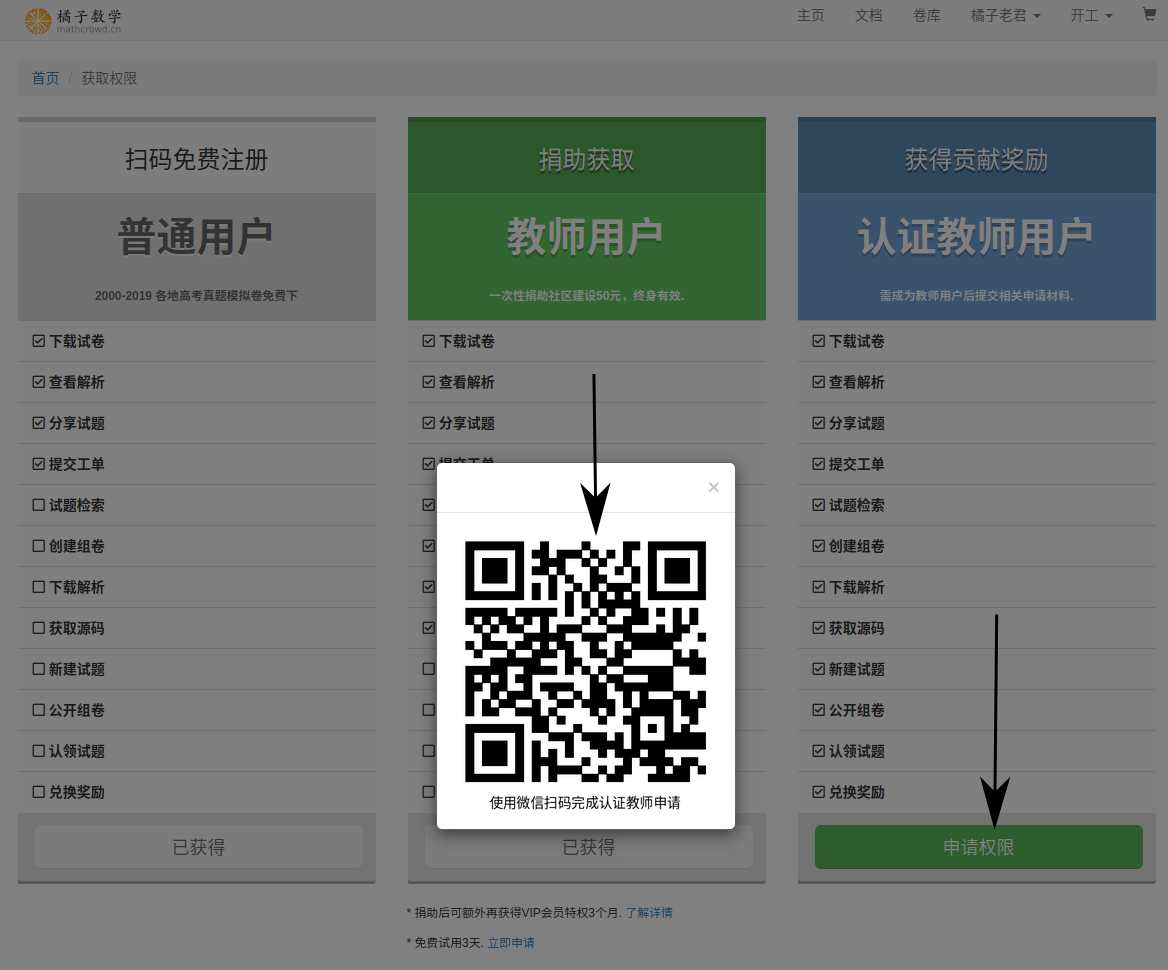 橘子数学
mathcrowd.cn
主页 文档 卷库 橘子老君 开工
首页 / 获取权限
扫码免费注册
普通用户
2000-2019 各地高考真题模拟卷免费下
下载试卷
查看解析
分享试题
提交工单
试题检索
创建组卷
下载解析
获取源码
新建试题
公开组卷
认领试题
兑换奖励
已获得
捐助获取
教师用户
一次性捐助社区建设50元，终身有效.
下载试卷
查看解析
分享试题
提交工单
已获得
获得贡献奖励
认证教师用户
需成为教师用户后提交相关申请材料.
下载试卷
查看解析
分享试题
提交工单
试题检索
创建组卷
下载解析
获取源码
新建试题
公开组卷
认领试题
兑换奖励
申请权限
×
使用微信扫码完成认证教师申请
* 捐助后可额外再获得VIP会员特权3个月. 了解详情
* 免费试用3天. 立即申请